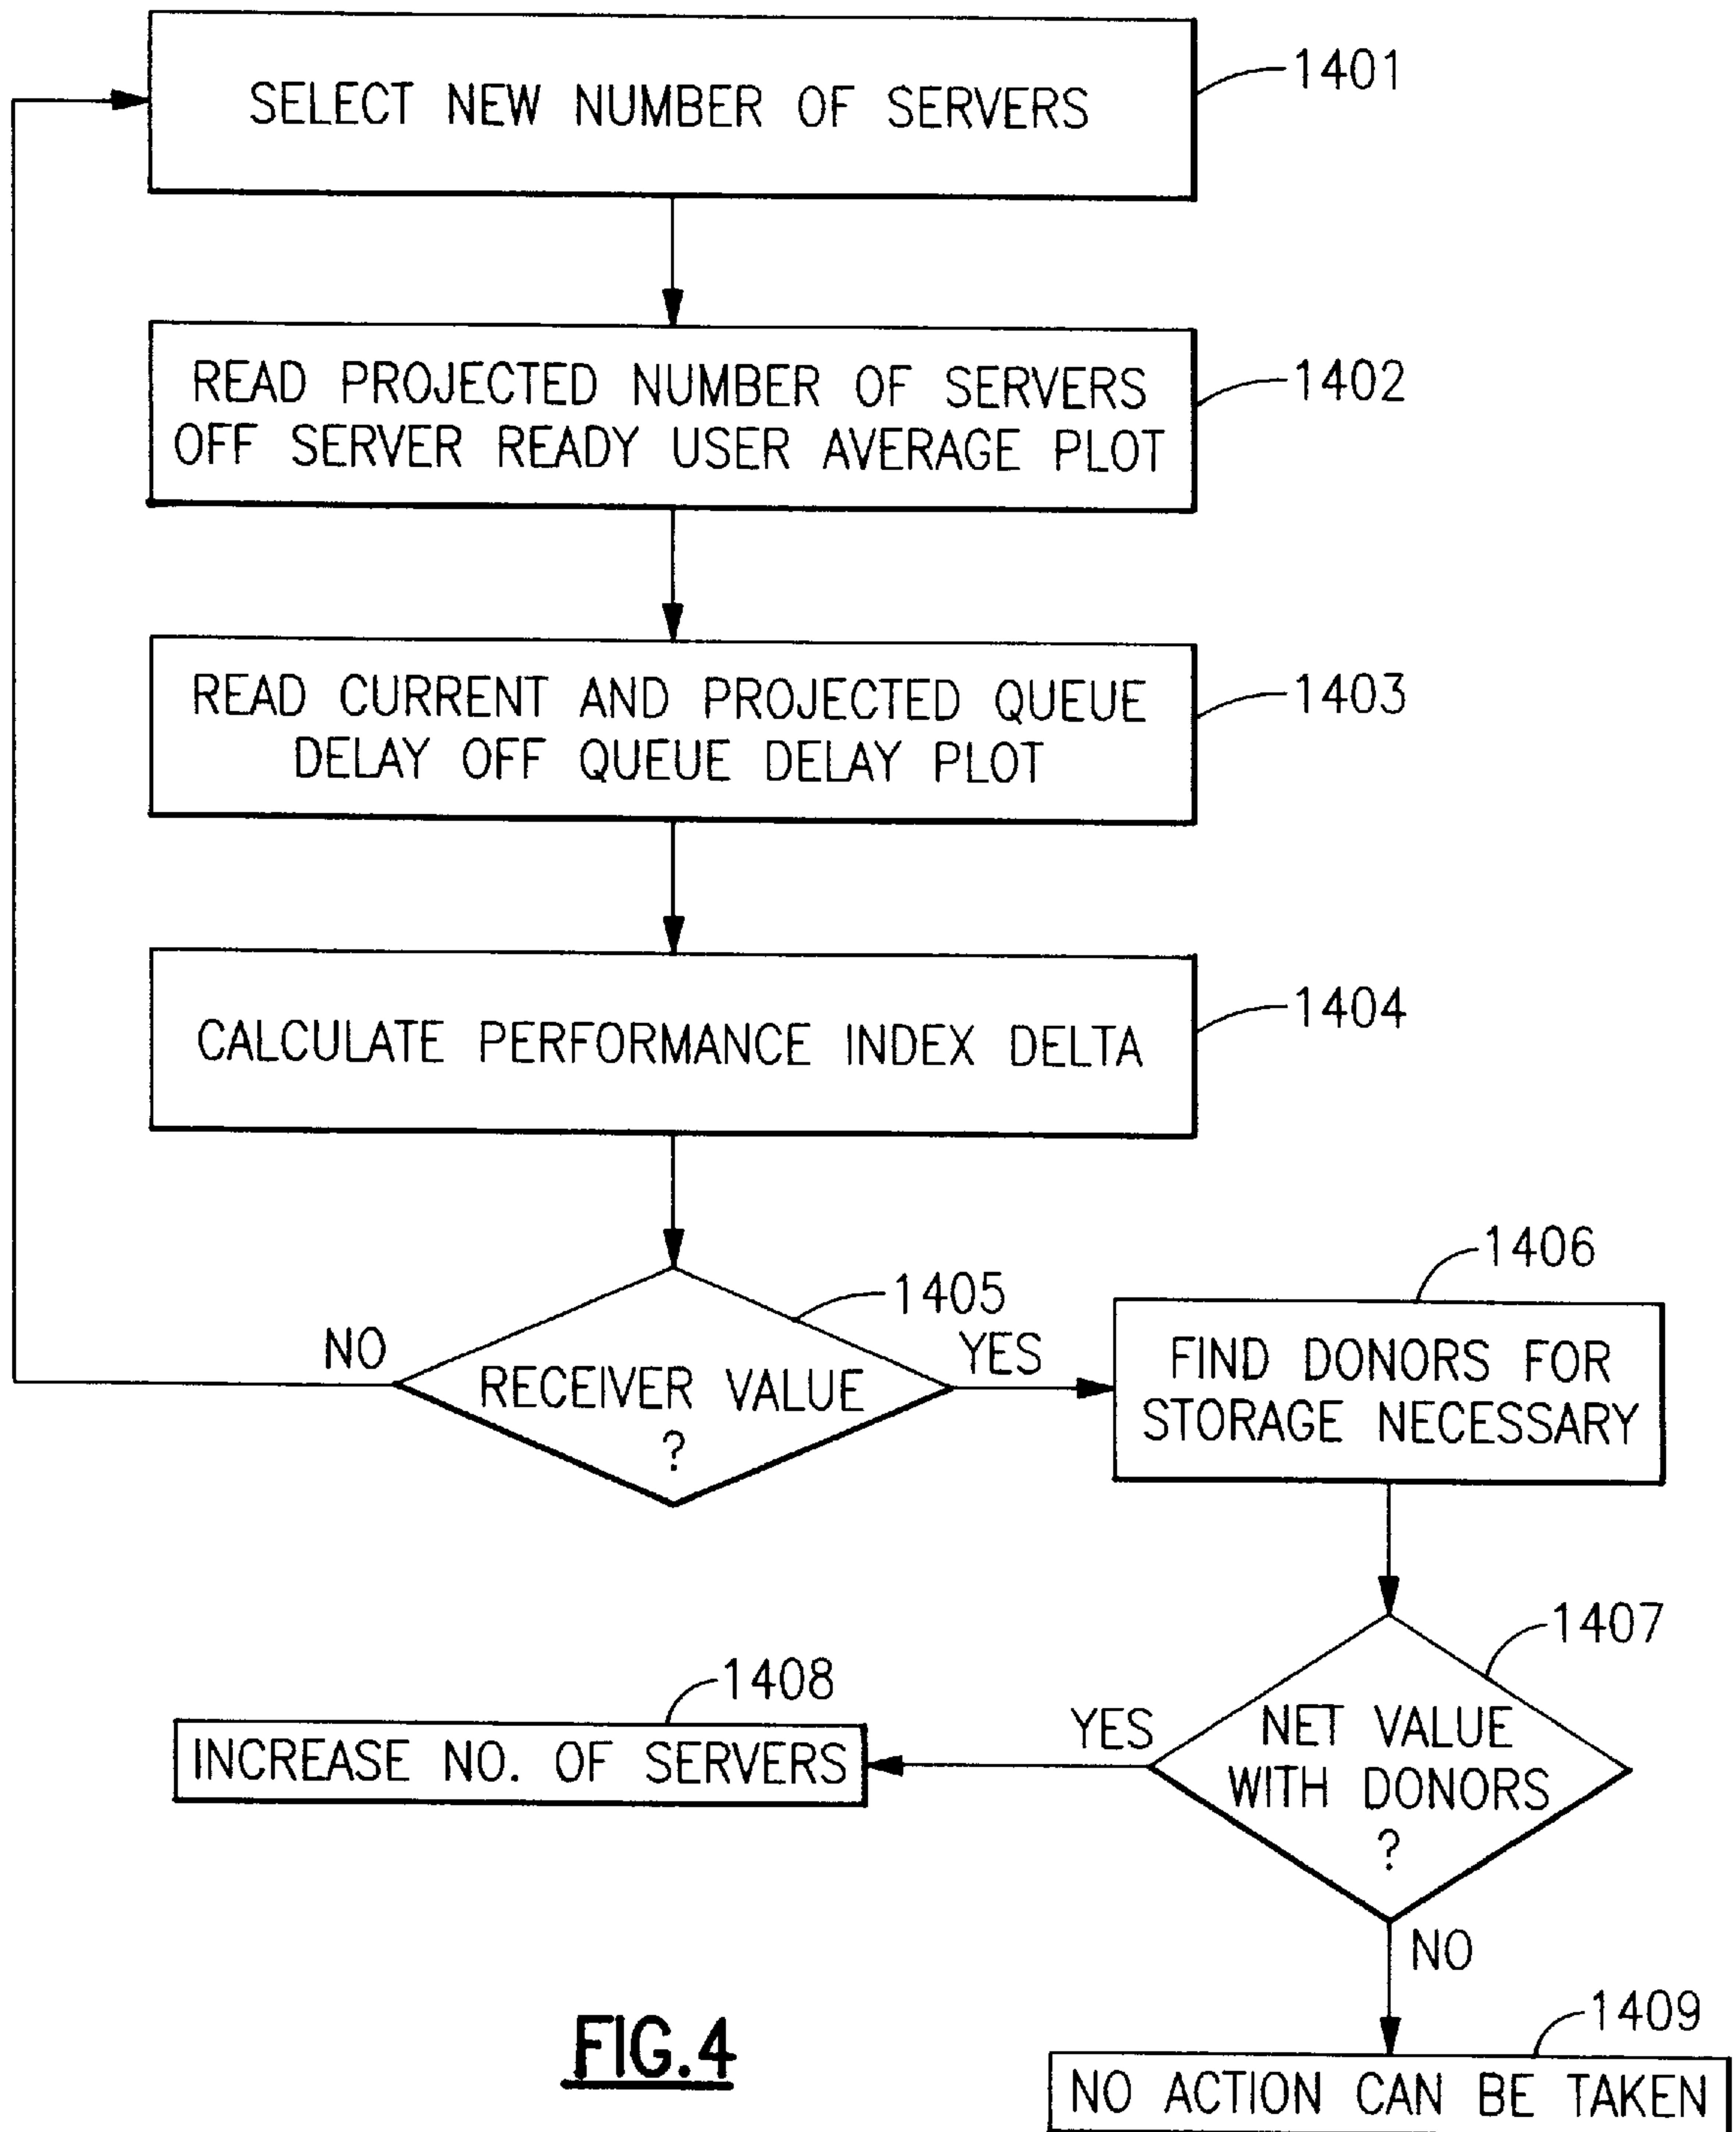 SELECT NEW NUMBER OF SERVERS
1401
READ PROJECTED NUMBER OF SERVERS
OFF SERVER READY USER AVERAGE PLOT
1402
READ CURRENT AND PROJECTED QUEUE
DELAY OFF QUEUE DELAY PLOT
1403
CALCULATE PERFORMANCE INDEX DELTA
1404
1405
RECEIVER VALUE
?
NO
YES
1406
FIND DONORS FOR
STORAGE NECESSARY
1407
NET VALUE
WITH DONORS
?
YES
1408
INCREASE NO. OF SERVERS
NO
1409
NO ACTION CAN BE TAKEN
FIG.4